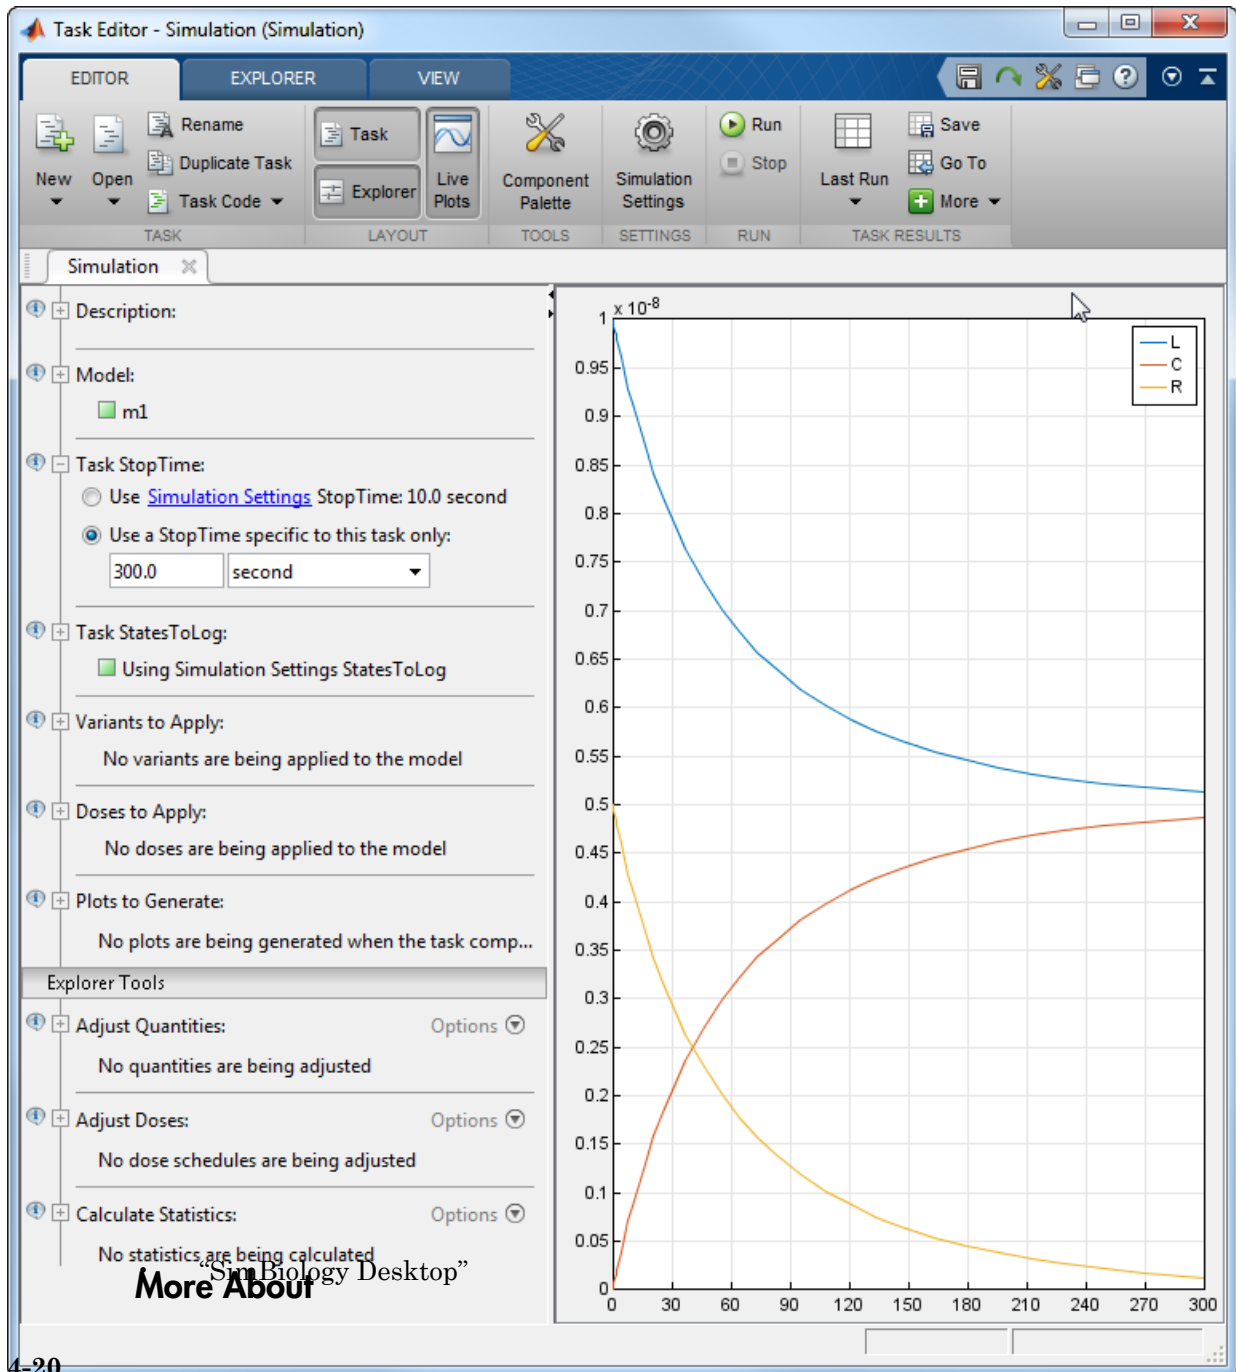 Task Editor - Simulation (Simulation)
EDITOR EXPLORER VIEW
New
Open
Rename
Duplicate Task
Task Code
TASK
Task
Explorer
Live
Plots
LAYOUT
Component
Palette
TOOLS
Simulation
Settings
SETTINGS
Run
Stop
RUN
Last Run
Save
Go To
More
TASK RESULTS
Simulation
Description:
Model:
m1
Task StopTime:
Use Simulation Settings StopTime: 10.0 second
Use a StopTime specific to this task only:
300.0 second
Task StatesToLog:
Using Simulation Settings StatesToLog
Variants to Apply:
No variants are being applied to the model
Doses to Apply:
No doses are being applied to the model
Plots to Generate:
No plots are being generated when the task comp...
Explorer Tools
Adjust Quantities: Options
No quantities are being adjusted
Adjust Doses: Options
No dose schedules are being adjusted
Calculate Statistics: Options
No statistics are being calculated
x 10-8
1
0.95
0.9
0.85
0.8
0.75
0.7
0.65
0.6
0.55
0.5
0.45
0.4
0.35
0.3
0.25
0.2
0.15
0.1
0.05
0
0 30 60 90 120 150 180 210 240 270 300
L
C
R
“SimBiology Desktop”
More About
4-20